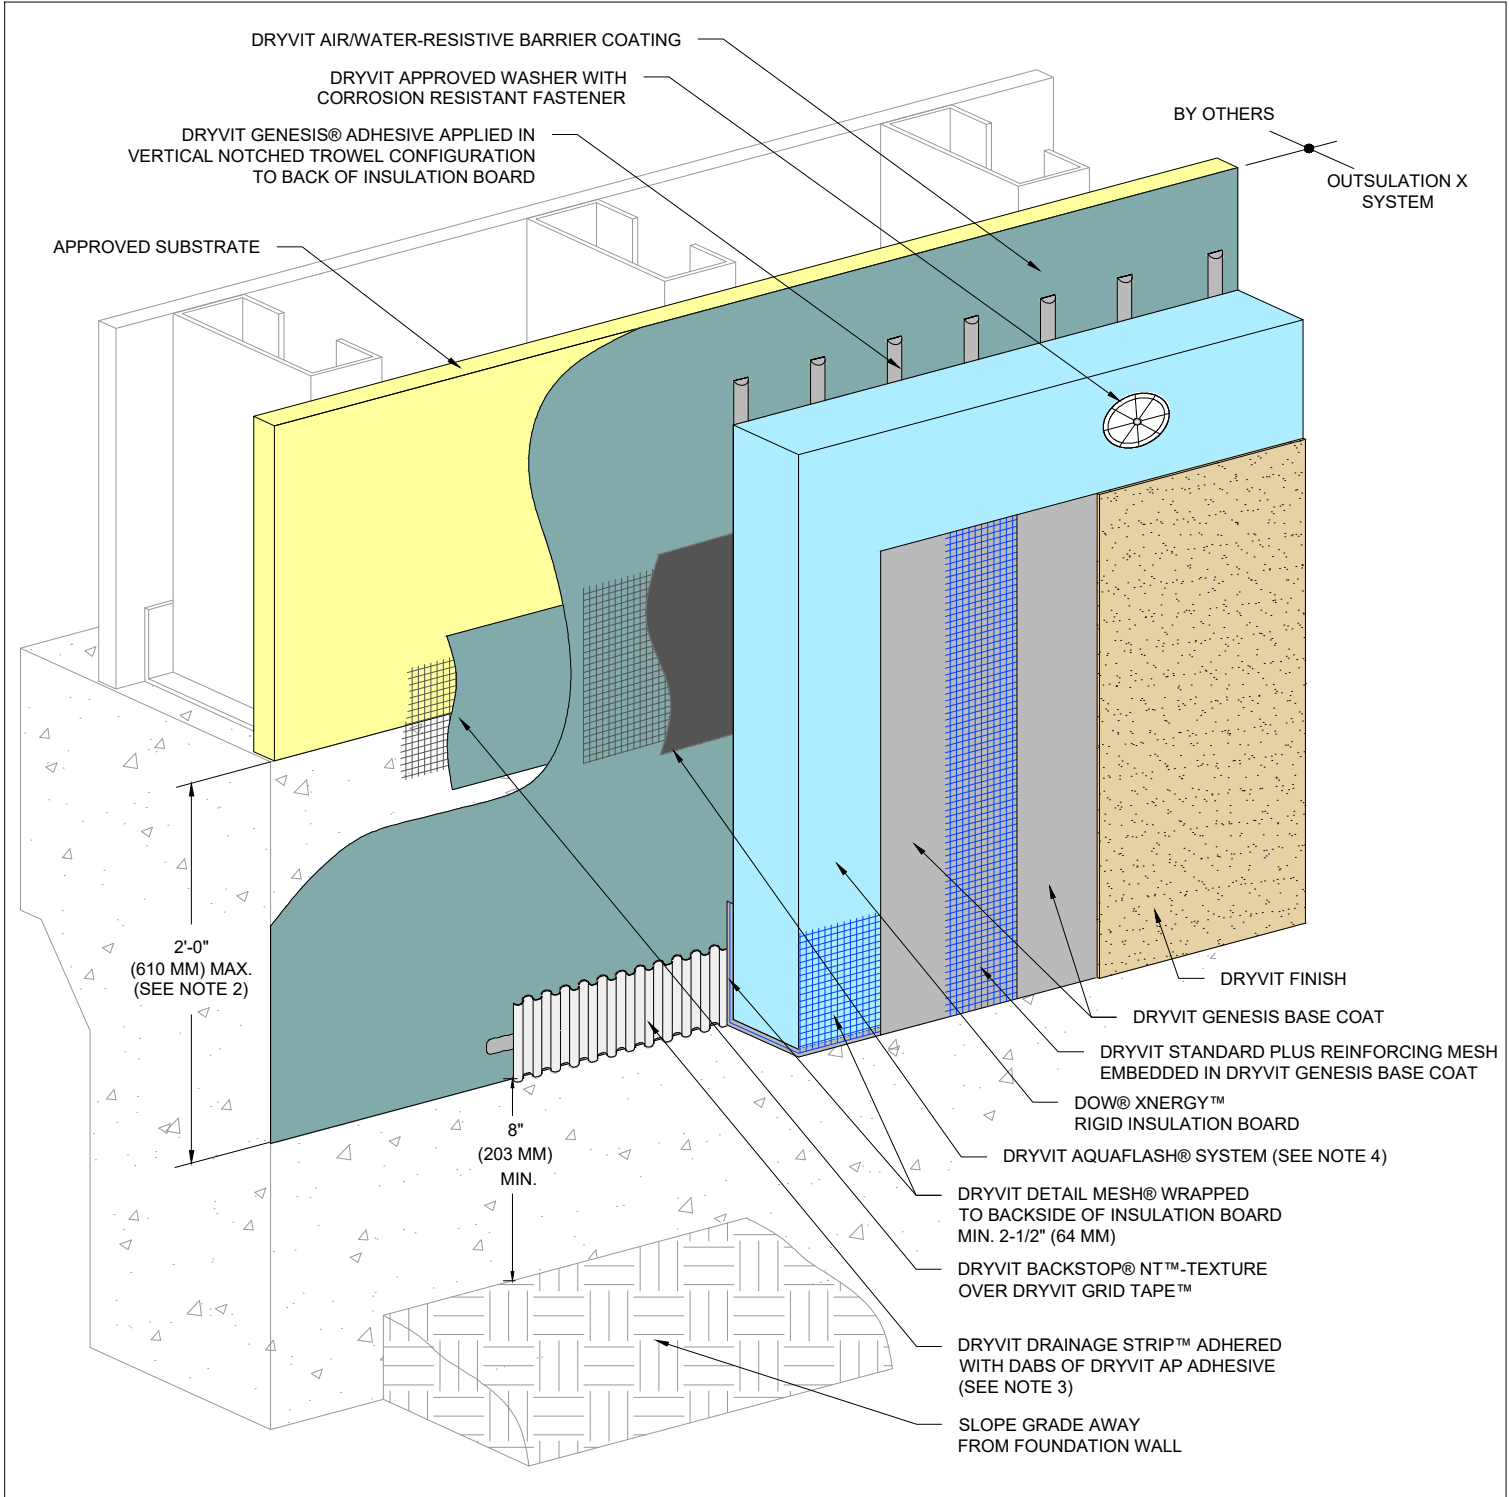 DRYVIT AIR/WATER-RESISTIVE BARRIER COATING
DRYVIT APPROVED WASHER WITH
CORROSION RESISTANT FASTENER
DRYVIT GENESIS® ADHESIVE APPLIED IN
VERTICAL NOTCHED TROWEL CONFIGURATION
TO BACK OF INSULATION BOARD
APPROVED SUBSTRATE
BY OTHERS
OUTSULATION X
SYSTEM
2'-0"
(610 MM) MAX.
(SEE NOTE 2)
8"
(203 MM)
MIN.
DRYVIT FINISH
DRYVIT GENESIS BASE COAT
DRYVIT STANDARD PLUS REINFORCING MESH
EMBEDDED IN DRYVIT GENESIS BASE COAT
DOW® XNERGY™
RIGID INSULATION BOARD
DRYVIT AQUAFLASH® SYSTEM (SEE NOTE 4)
DRYVIT DETAIL MESH® WRAPPED
TO BACKSIDE OF INSULATION BOARD
MIN. 2-1/2" (64 MM)
DRYVIT BACKSTOP® NT™-TEXTURE
OVER DRYVIT GRID TAPE™
DRYVIT DRAINAGE STRIP™ ADHERED
WITH DABS OF DRYVIT AP ADHESIVE
(SEE NOTE 3)
SLOPE GRADE AWAY
FROM FOUNDATION WALL